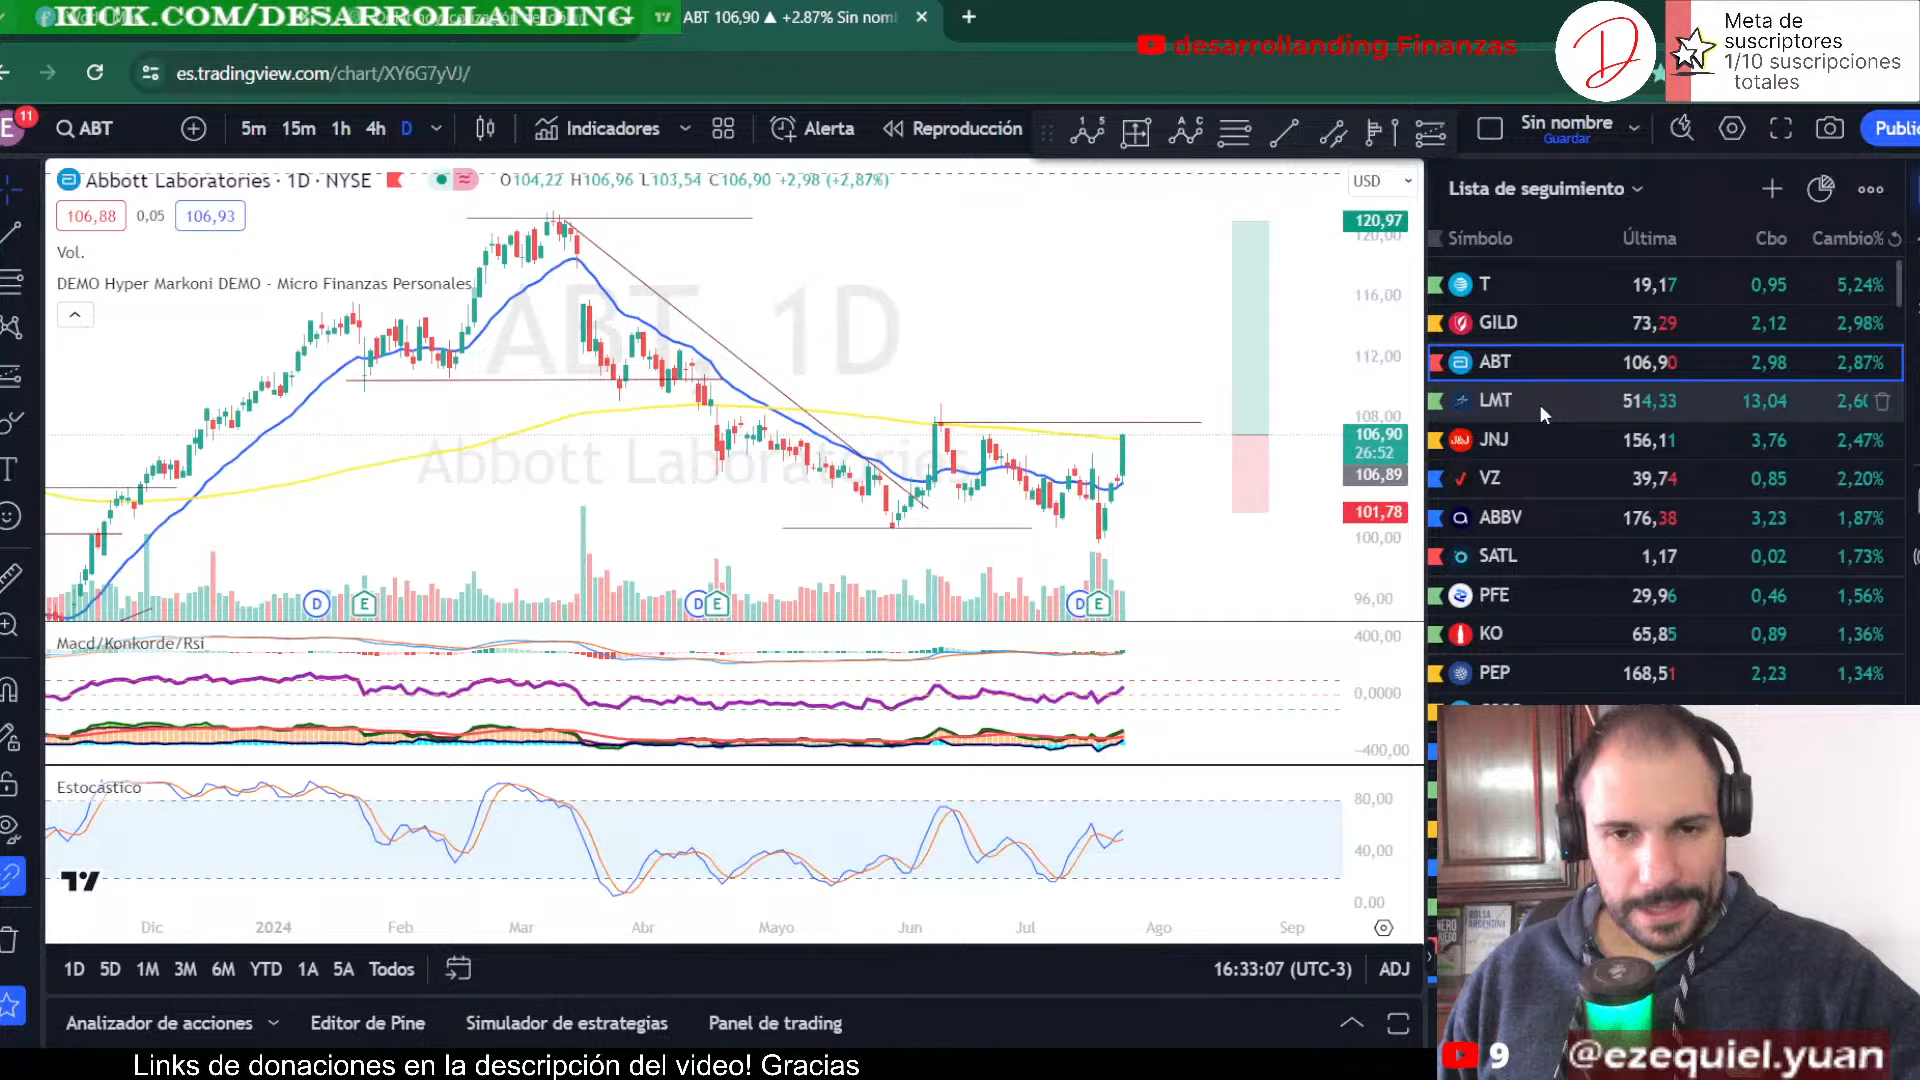 KICK.COM/DESARROLLANDING
ABT 106,90 ▲ +2.87% Sin nom
desarrollanding Finanzas
Meta de
suscriptores
1/10 suscripciones
totales
es.tradingview.com/chart/XY6G7yVJ/
E
11
ABT
5m 15m 1h 4h D
Indicadores
Alerta
Reproducción
Sin nombre
Guardar
Public
Abbott Laboratories · 1D · NYSE
O104,22 H106,96 L103,54 C106,90 +2,98 (+2,87%)
USD
106,88
0,05
106,93
Vol.
DEMO Hyper Markoni DEMO - Micro Finanzas Personales
ABT 1D
Abbott Laboratories
120,97
120,00
116,00
112,00
108,00
106,90
26:52
106,89
101,78
100,00
96,00
D E D E D E
Macd/Konkorde/Rsi
400,00
0,0000
−400,00
Estocástico
80,00
40,00
0,00
Dic 2024 Feb Mar Abr Mayo Jun Jul Ago Sep
1D 5D 1M 3M 6M YTD 1A 5A Todos
16:33:07 (UTC-3) ADJ
Analizador de acciones
Editor de Pine
Simulador de estrategias
Panel de trading
Lista de seguimiento
Símbolo Última Cbo Cambio%
T 19,17 0,95 5,24%
GILD 73,29 2,12 2,98%
ABT 106,90 2,98 2,87%
LMT 514,33 13,04 2,60
JNJ 156,11 3,76 2,47%
VZ 39,74 0,85 2,20%
ABBV 176,38 3,23 1,87%
SATL 1,17 0,02 1,73%
PFE 29,96 0,46 1,56%
KO 65,85 0,89 1,36%
PEP 168,51 2,23 1,34%
BOLSA
ARGENTINA
9
@ezequiel.yuan
Links de donaciones en la descripción del video! Gracias